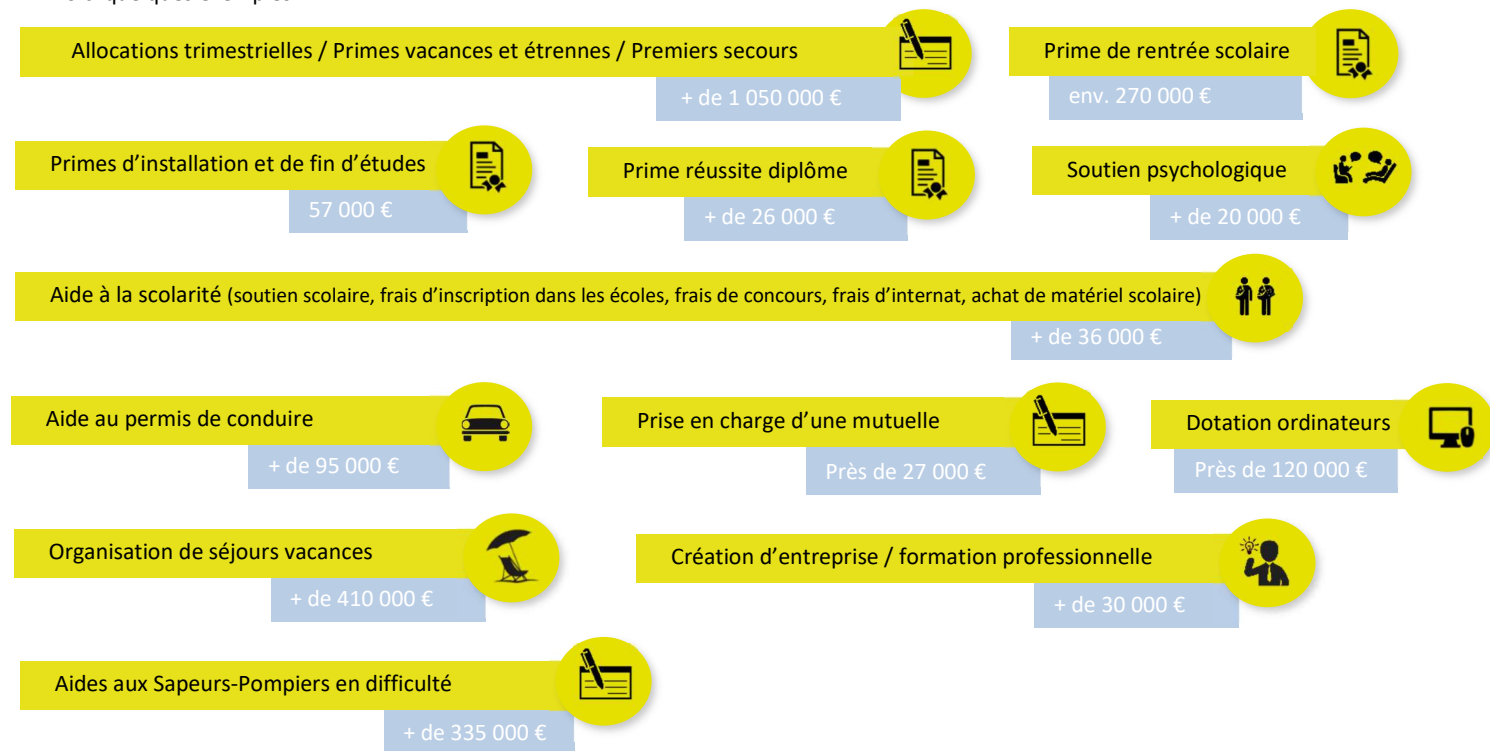 Allocations trimestrielles / Primes vacances et étrennes / Premiers secours
+ de 1 050 000 €
Prime de rentrée scolaire
env. 270 000 €
Primes d’installation et de fin d’études
57 000 €
Prime réussite diplôme
+ de 26 000 €
Soutien psychologique
+ de 20 000 €
Aide à la scolarité (soutien scolaire, frais d’inscription dans les écoles, frais de concours, frais d’internat, achat de matériel scolaire)
+ de 36 000 €
Aide au permis de conduire
+ de 95 000 €
Prise en charge d’une mutuelle
Près de 27 000 €
Dotation ordinateurs
Près de 120 000 €
Organisation de séjours vacances
+ de 410 000 €
Création d’entreprise / formation professionnelle
+ de 30 000 €
Aides aux Sapeurs-Pompiers en difficulté
+ de 335 000 €